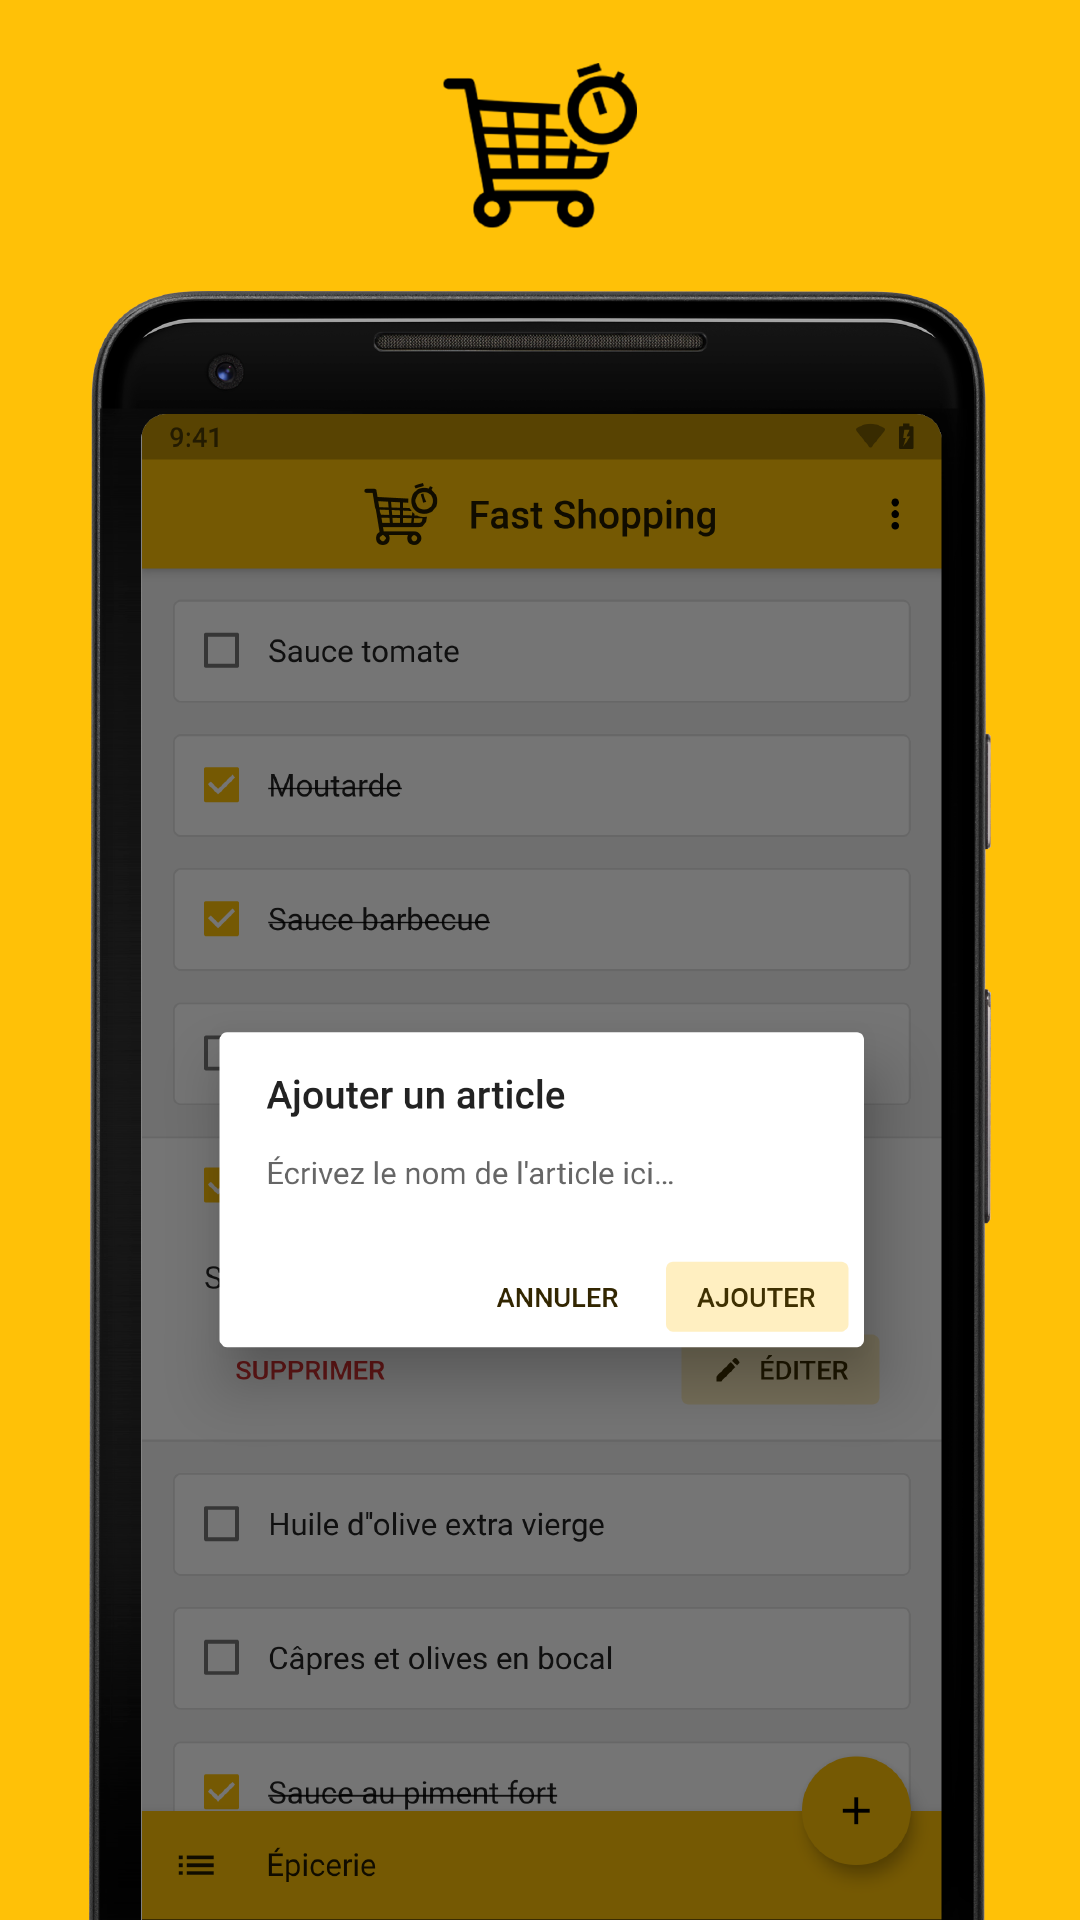 9:41
Fast Shopping
Sauce tomate
Moutarde
Sauce barbecue
Ajouter un article
Écrivez le nom de l'article ici...
S
ANNULER
AJOUTER
SUPPRIMER
ÉDITER
Huile d"olive extra vierge
Câpres et olives en bocal
Sauce au piment fort
Épicerie